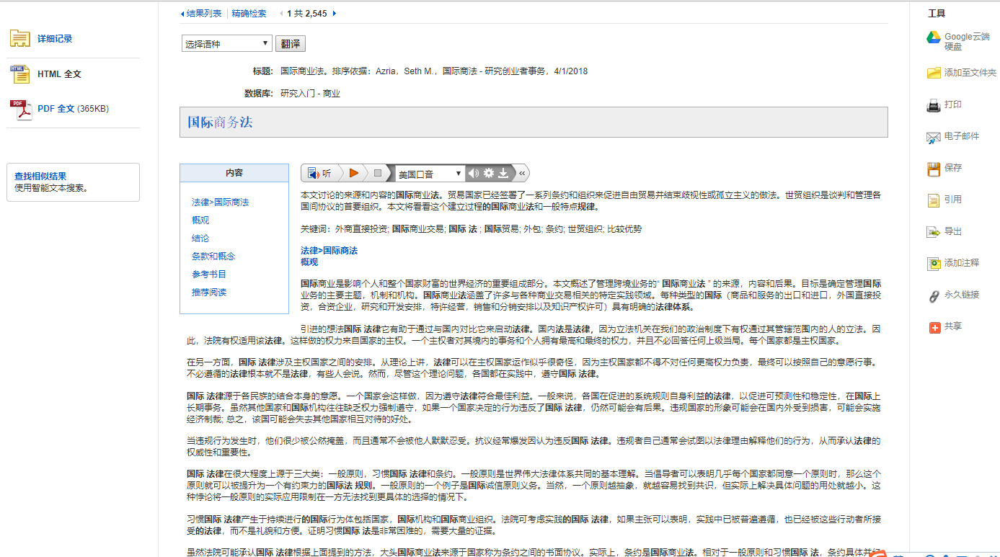 结果列表 精确检索 1 共 2,545
选择语种 翻译
标题: 国际商业法。排序依据：Azria，Seth M.，国际商法 - 研究创业者事务，4/1/2018
数据库: 研究入门 - 商业
国际商务法
详细记录
HTML 全文
PDF 全文 (365KB)
查找相似结果
使用智能文本搜索。
内容
法律>国际商法
概观
结论
条款和概念
参考书目
推荐阅读
听 美国口音 «
本文讨论的来源和内容的国际商业法。贸易国家已经签署了一系列条约和组织来促进自由贸易并结束歧视性或孤立主义的做法。世贸组织是谈判和管理各
国间协议的首要组织。本文将看看这个建立过程的国际商业法和一般特点规律。
关键词：外商直接投资; 国际商业交易; 国际 法 ; 国际贸易; 外包; 条约; 世贸组织; 比较优势
法律>国际商法
概观
国际商业是影响个人和整个国家财富的世界经济的重要组成部分。本文概述了管理跨境业务的“ 国际商业法 ” 的来源，内容和后果。目标是确定管理国际
业务的主要主题，机制和机构。国际商业法涵盖了许多与各种商业交易相关的特定实践领域。每种类型的国际（商品和服务的出口和进口，外国直接投
资，合资企业，研究和开发安排，特许经营，销售和分销安排以及知识产权许可）具有明确的法律体系。
引进的想法国际 法律它有助于通过与国内对比它来启动法律。国内法是法律，因为立法机关在我们的政治制度下有权通过其管辖范围内的人的立法。因
此，法院有权适用该法律。这样做的权力来自国家的主权。一个主权者对其境内的事务和个人拥有最高和最终的权力，并且不必回答任何上级当局。每个国家都是主权国家。
在另一方面，国际 法律涉及主权国家之间的安排。从理论上讲，法律可以在主权国家运作似乎很奇怪，因为主权国家都不得不对任何更高权力负责，最终可以按照自己的意愿行事。
不必遵循的法律根本就不是法律，有些人会说。然而，尽管这个理论问题，各国都在实践中，遵守国际 法律。
国际 法律源于各民族的结合本身的意愿。一个国家会这样做，因为遵守法律符合最佳利益。一般来说，各国在促进的系统规则自身利益的法律，以促进可预测性和稳定性，在国际上
长期事务。虽然其他国家和国际机构往往缺乏权力强制遵守，如果一个国家决定的行为违反了国际 法律，仍然可能会有后果。违规国家的形象可能会在国内外受到损害，可能会实施
经济制裁; 总之，该国可能会失去其他国家相互对待的好处。
当违规行为发生时，他们很少被公然掩盖，而且通常不会被他人默默忍受。抗议经常爆发因认为违反国际 法律。违规者自己通常会试图以法律理由解释他们的行为，从而承认法律的
权威性和重要性。
国际 法律在很大程度上源于三大类：一般原则，习惯国际 法律和条约。一般原则是世界伟大法律体系共同的基本理解。当倡导者可以表明几乎每个国家都同意一个原则时，那么这个
原则就可以被提升为一个有约束力的国际法 规则。一般原则的一个例子是国际诚信原则义务。当然，一个原则越抽象，就越容易找到共识，但实际上解决具体问题的用处就越小。这
种悖论将一般原则的实际应用限制在一方无法找到更具体的选择的情况下。
习惯国际 法律产生于持续进行的国际行为体包括国家，国际机构和国际商业组织。法院可考虑实践的国际 法律，如果主张可以表明，实践中已被普遍遵循，也已经被这些行动者所接
受的法律，而不是礼貌和方便。证明习惯国际 法是非常困难的，需要大量的证据。
虽然法院可能承认国际 法律根据上面提到的方法，大头国际商业法来源于国家称为条约之间的书面协议。实际上，条约是国际商业法。相对于一般原则和习惯国际 法，条约具体并经
工具
Google云端
硬盘
添加至文件夹
打印
电子邮件
保存
引用
导出
添加注释
永久链接
共享